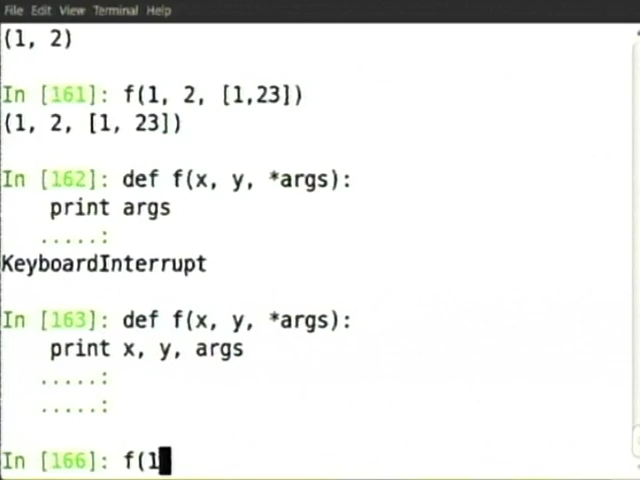 File Edit View Terminal Help
(1, 2)
In [161]: f(1, 2, [1,23])
(1, 2, [1, 23])
In [162]: def f(x, y, *args):
    print args
    .....:
KeyboardInterrupt
In [163]: def f(x, y, *args):
    print x, y, args
    .....:
    .....:
In [166]: f(1